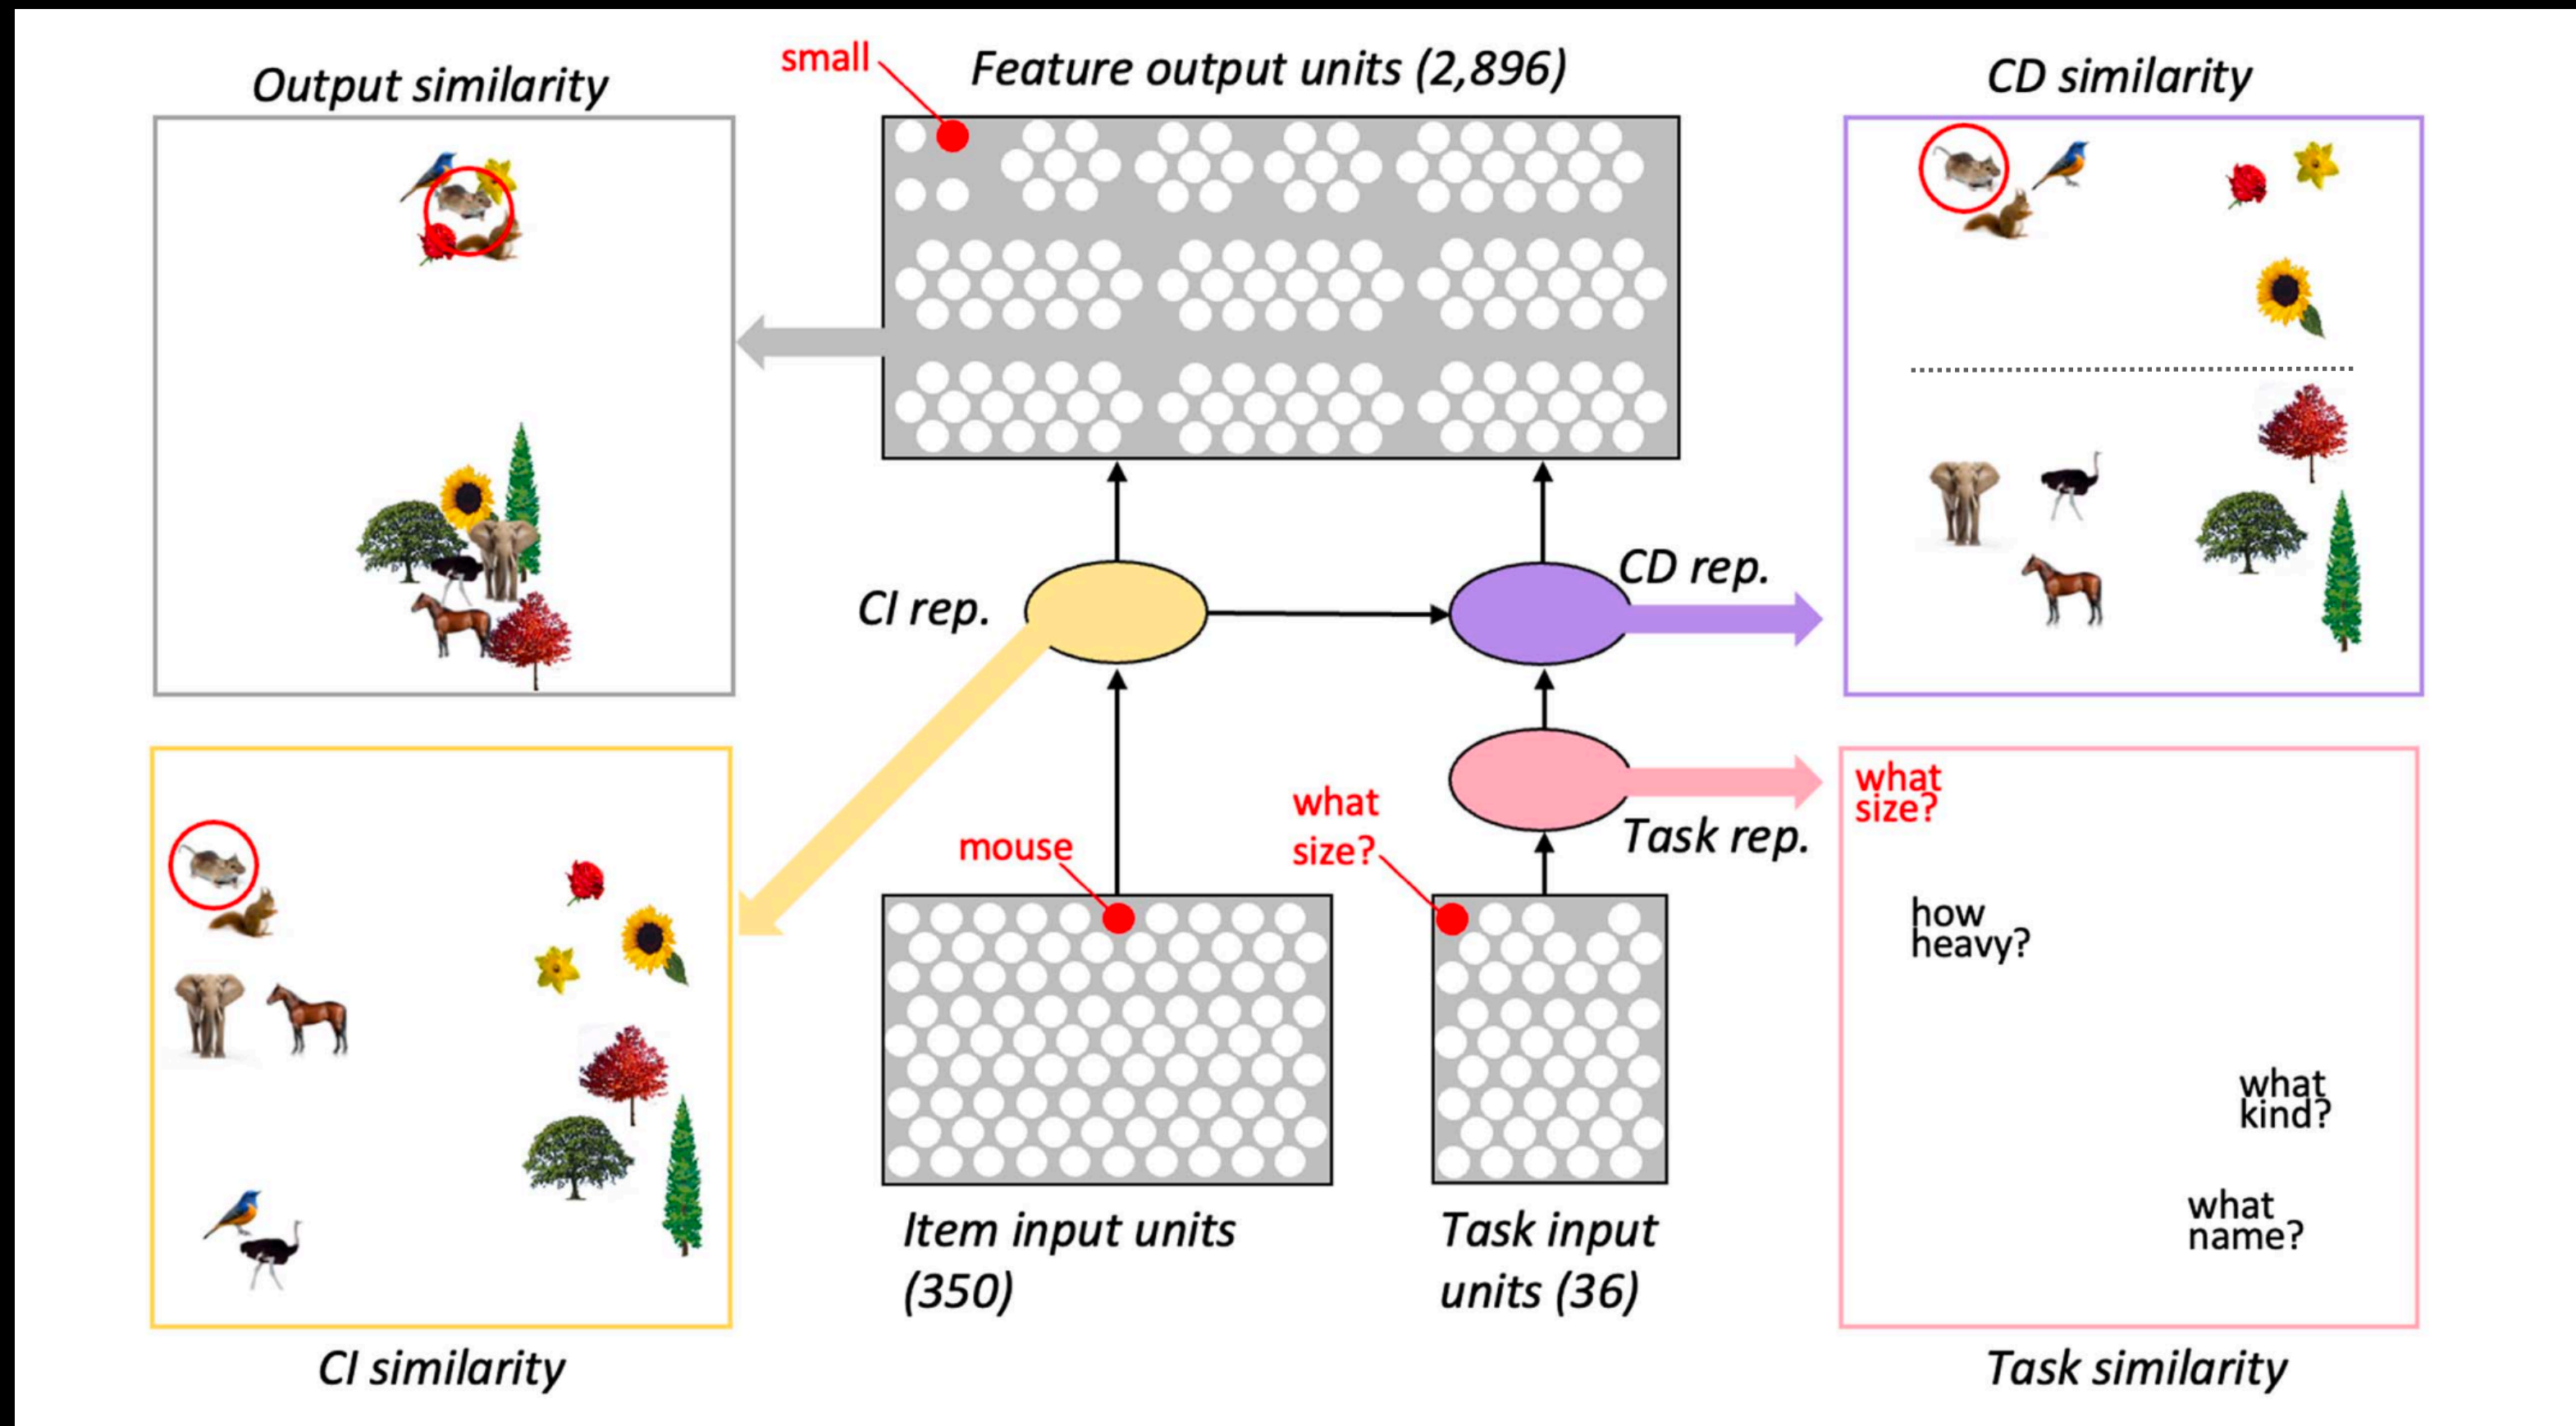 Output similarity
small
Feature output units (2,896)
CD similarity
CI rep.
CD rep.
mouse
what
size?
Task rep.
what
size?
how
heavy?
what
kind?
what
name?
Item input units
(350)
Task input
units (36)
CI similarity
Task similarity